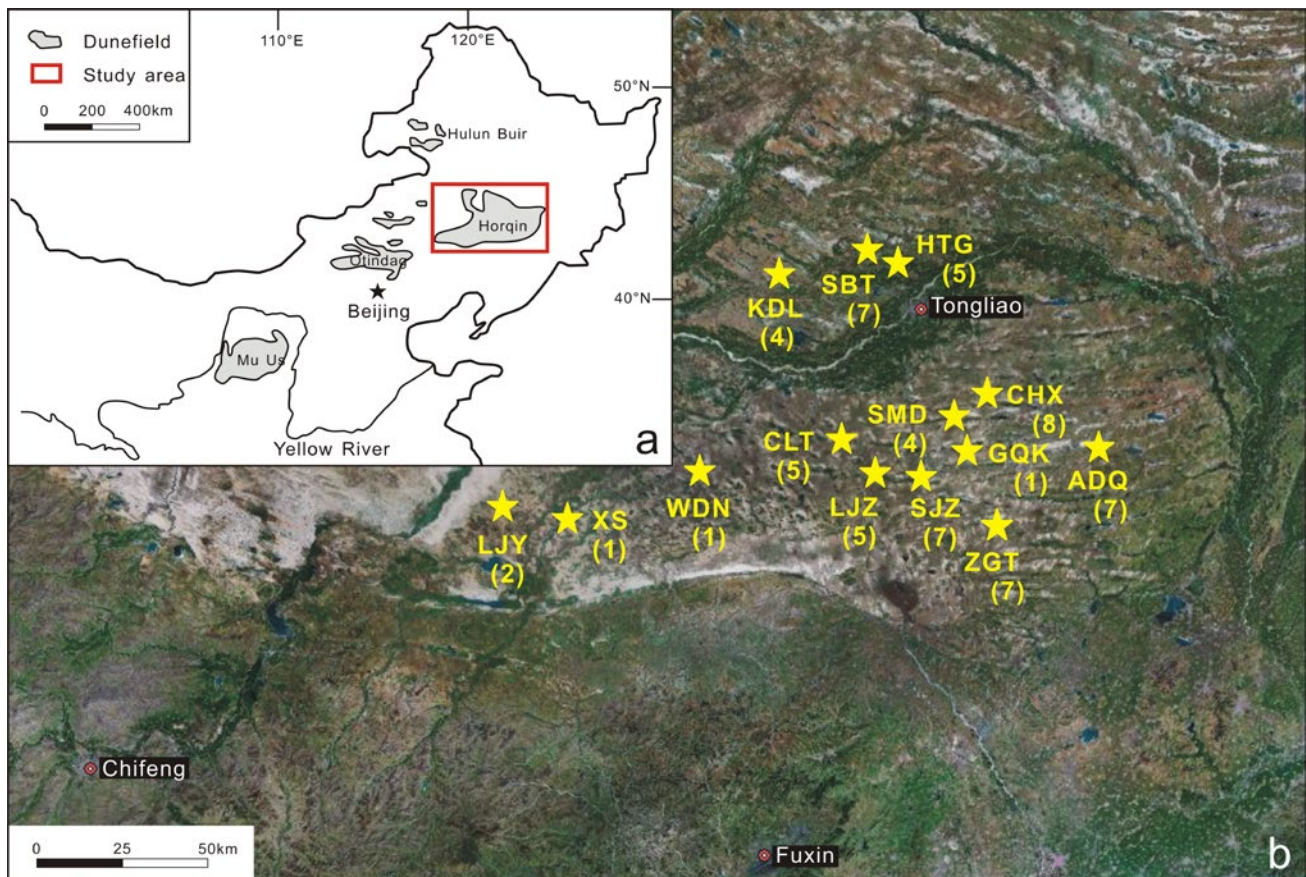 Dunefield
Study area
0 200 400km
110°E
120°E
50°N
40°N
Hulun Buir
Horqin
Otindag
Beijing
Mu Us
Yellow River
a
HTG
(5)
SBT
(7)
KDL
(4)
Tongliao
CHX
(8)
SMD
(4)
CLT
(5)
GQK
(1)
ADQ
(7)
WDN
(1)
LJZ
(5)
SJZ
(7)
LJY
(2)
XS
(1)
ZGT
(7)
Chifeng
Fuxin
0 25 50km
b